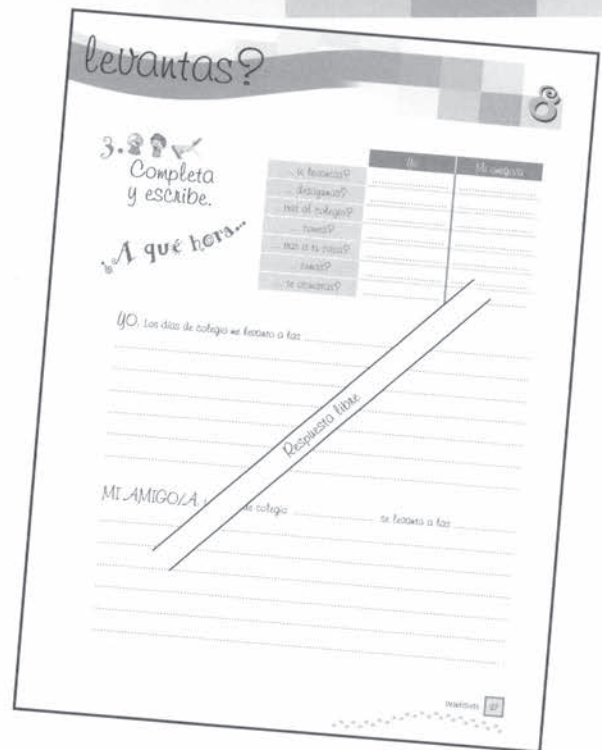 levantas?
8
3.
Completa
y escribe.
¿A qué hora...
Yo
Mi amigo/a
... te levantas?
... desayunas?
... vas al colegio?
... comes?
... vas a tu casa?
... cenas?
... te acuestas?
YO. Los días de colegio me levanto a las
Respuesta libre
MI AMIGO/A.
de colegio se levanta a las